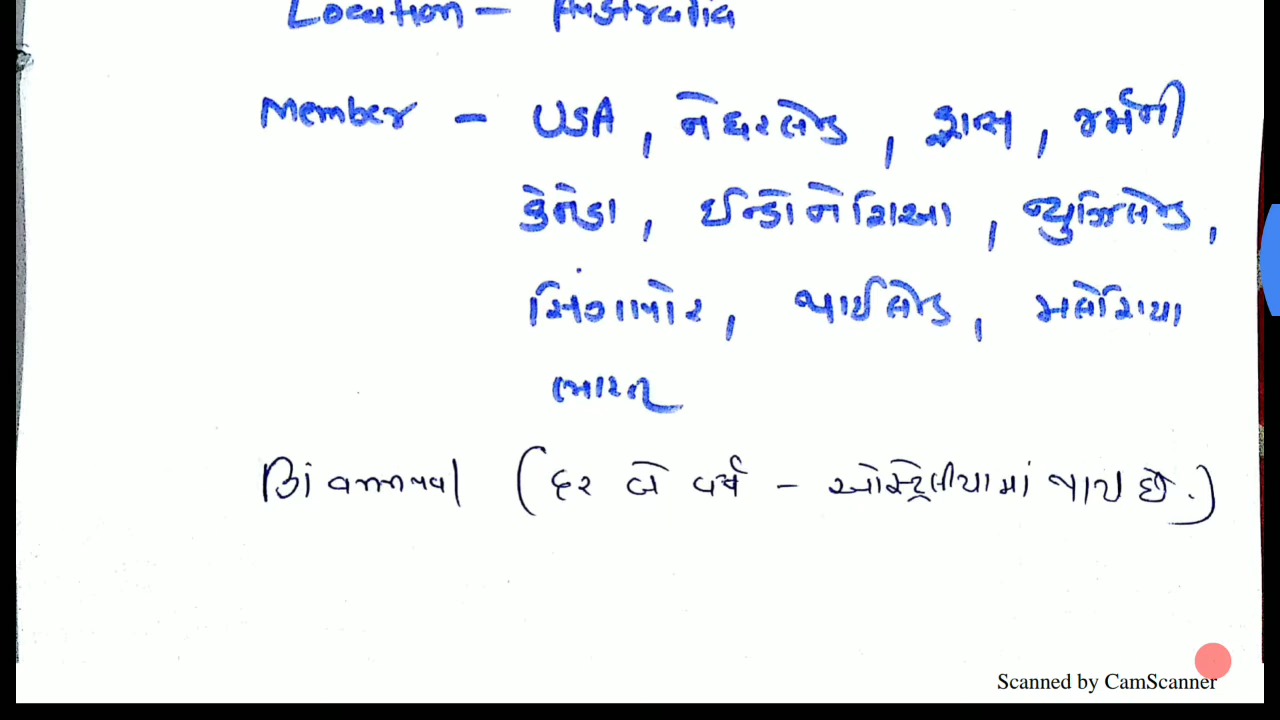 Location - Australia
Member - USA, નેધરલેન્ડ, ફ્રાન્સ, જર્મની
કેનેડા, ઈન્ડોનેશિઆ, ન્યુઝિલેન્ડ,
સિંગાપોર, થાઈલેન્ડ, મલેશિયા
ભારત
Biannual (દર બે વર્ષે - ઓસ્ટ્રેલીયામાં થાય છે.)
Scanned by CamScanner